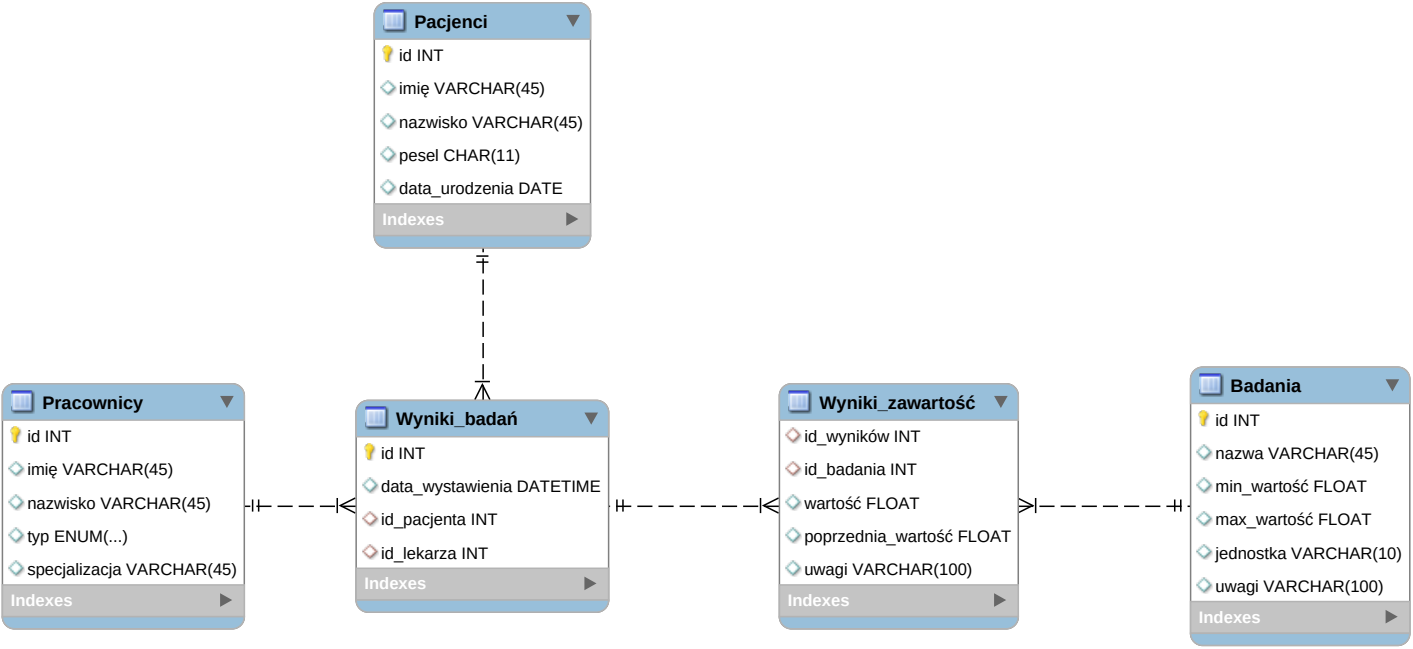 Pacjenci
id INT
imię VARCHAR(45)
nazwisko VARCHAR(45)
pesel CHAR(11)
data_urodzenia DATE
Indexes
Pracownicy
id INT
imię VARCHAR(45)
nazwisko VARCHAR(45)
typ ENUM(...)
specjalizacja VARCHAR(45)
Indexes
Wyniki_badań
id INT
data_wystawienia DATETIME
id_pacjenta INT
id_lekarza INT
Indexes
Wyniki_zawartość
id_wyników INT
id_badania INT
wartość FLOAT
poprzednia_wartość FLOAT
uwagi VARCHAR(100)
Indexes
Badania
id INT
nazwa VARCHAR(45)
min_wartość FLOAT
max_wartość FLOAT
jednostka VARCHAR(10)
uwagi VARCHAR(100)
Indexes